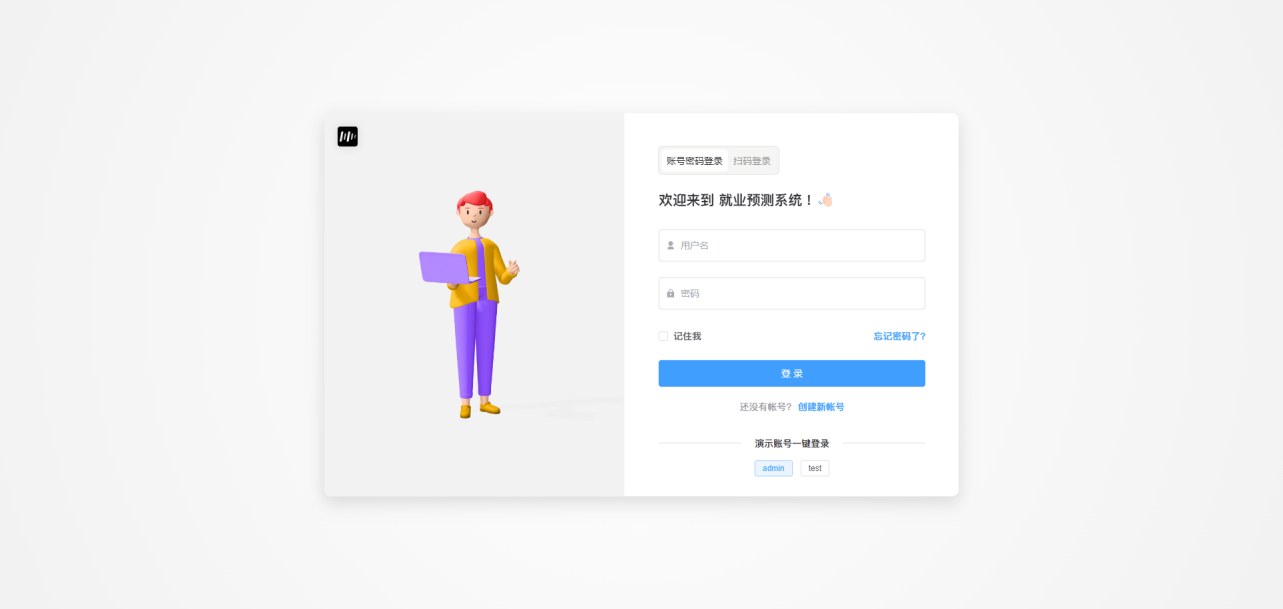 账号密码登录 扫码登录
欢迎来到 就业预测系统！
用户名
密码
记住我 忘记密码了?
登 录
还没有帐号? 创建新帐号
演示账号一键登录
admin test